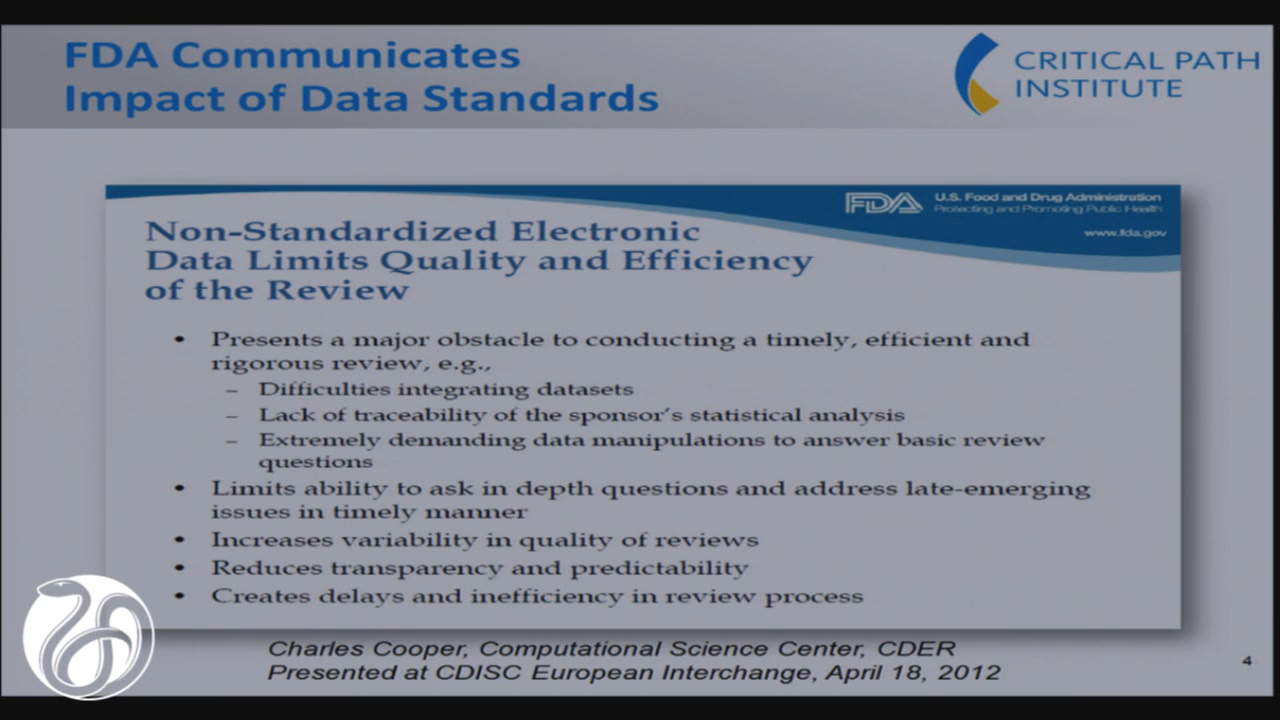 FDA Communicates
Impact of Data Standards
CRITICAL PATH
INSTITUTE
FDA
U.S. Food and Drug Administration
Protecting and Promoting Public Health
www.fda.gov
Non-Standardized Electronic
Data Limits Quality and Efficiency
of the Review
• Presents a major obstacle to conducting a timely, efficient and
rigorous review, e.g.,
– Difficulties integrating datasets
– Lack of traceability of the sponsor's statistical analysis
– Extremely demanding data manipulations to answer basic review
questions
• Limits ability to ask in depth questions and address late-emerging
issues in timely manner
• Increases variability in quality of reviews
• Reduces transparency and predictability
• Creates delays and inefficiency in review process
Charles Cooper, Computational Science Center, CDER
Presented at CDISC European Interchange, April 18, 2012
4